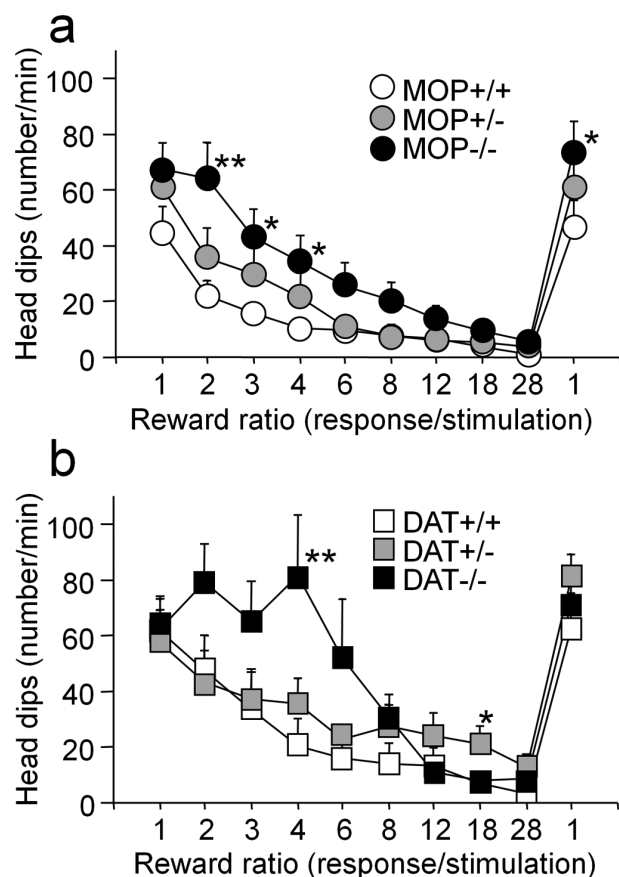 a
Head dips (number/min)
100
80
60
40
20
0
MOP+/+
MOP+/-
MOP-/-
**
*
*
*
1 2 3 4 6 8 12 18 28 1
Reward ratio (response/stimulation)
b
Head dips (number/min)
100
80
60
40
20
0
DAT+/+
DAT+/-
DAT-/-
**
*
1 2 3 4 6 8 12 18 28 1
Reward ratio (response/stimulation)